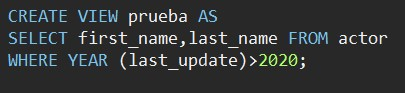 CREATE VIEW prueba AS
SELECT first_name,last_name FROM actor
WHERE YEAR (last_update)>2020;